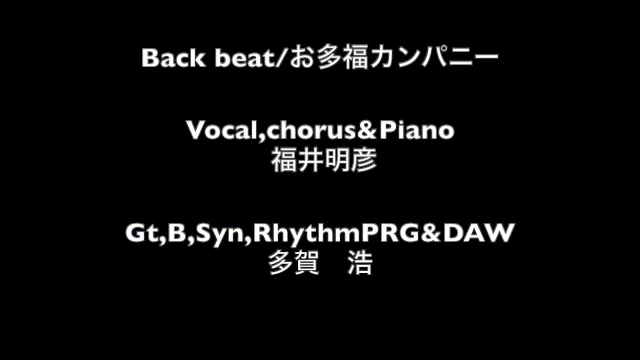 Back beat/お多福カンパニー
Vocal,chorus&Piano
福井明彦
Gt,B,Syn,RhythmPRG&DAW
多賀　浩